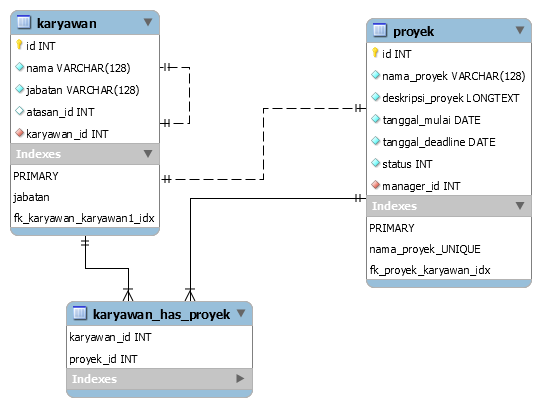 karyawan
id INT
nama VARCHAR(128)
jabatan VARCHAR(128)
atasan_id INT
karyawan_id INT
Indexes
PRIMARY
jabatan
fk_karyawan_karyawan1_idx
proyek
id INT
nama_proyek VARCHAR(128)
deskripsi_proyek LONGTEXT
tanggal_mulai DATE
tanggal_deadline DATE
status INT
manager_id INT
Indexes
PRIMARY
nama_proyek_UNIQUE
fk_proyek_karyawan_idx
karyawan_has_proyek
karyawan_id INT
proyek_id INT
Indexes